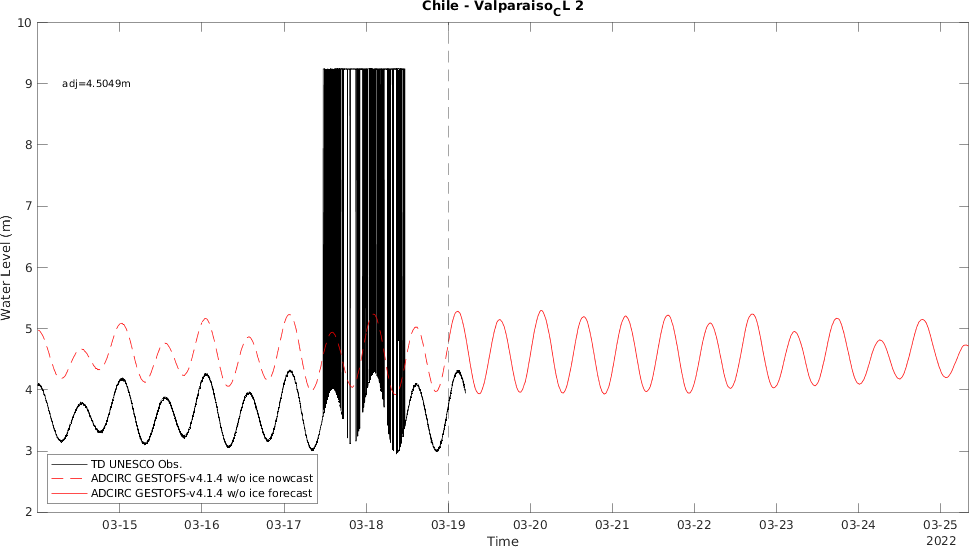 Chile - Valparaiso_CL 2
10
9
8
7
6
5
4
3
2
Water Level (m)
adj=4.5049m
TD UNESCO Obs.
ADCIRC GESTOFS-v4.1.4 w/o ice nowcast
ADCIRC GESTOFS-v4.1.4 w/o ice forecast
03-15 03-16 03-17 03-18 03-19 03-20 03-21 03-22 03-23 03-24 03-25
2022
Time